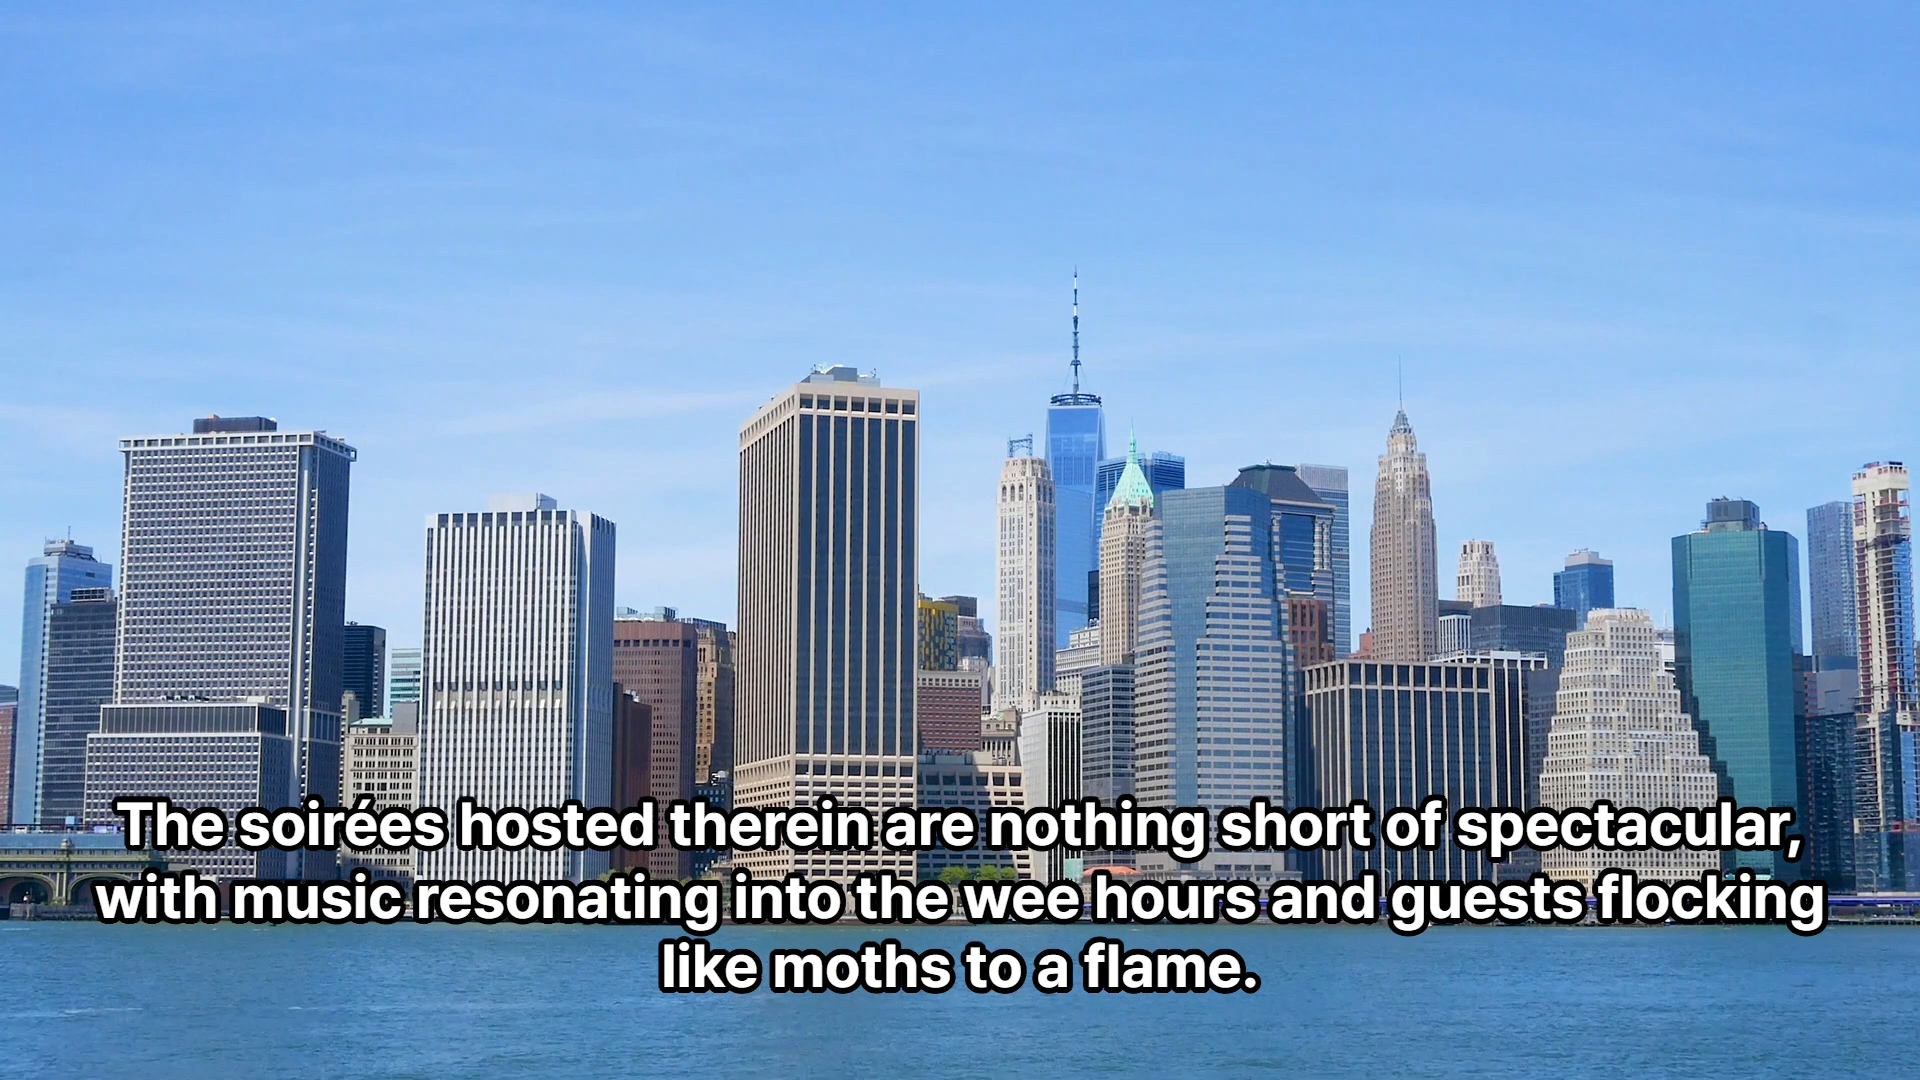 The soirées hosted therein are nothing short of spectacular,
with music resonating into the wee hours and guests flocking
like moths to a flame.